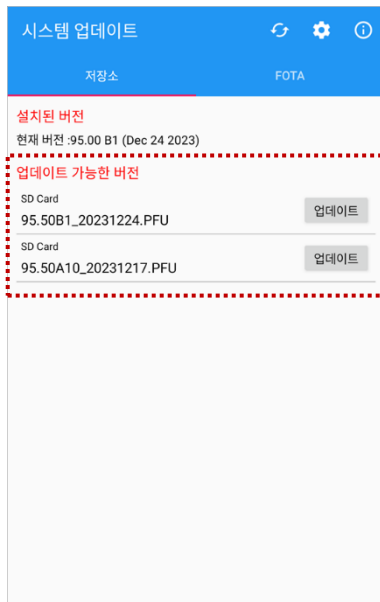 시스템 업데이트
저장소
FOTA
설치된 버전
현재 버전 :95.00 B1 (Dec 24 2023)
업데이트 가능한 버전
SD Card
95.50B1_20231224.PFU
업데이트
SD Card
95.50A10_20231217.PFU
업데이트